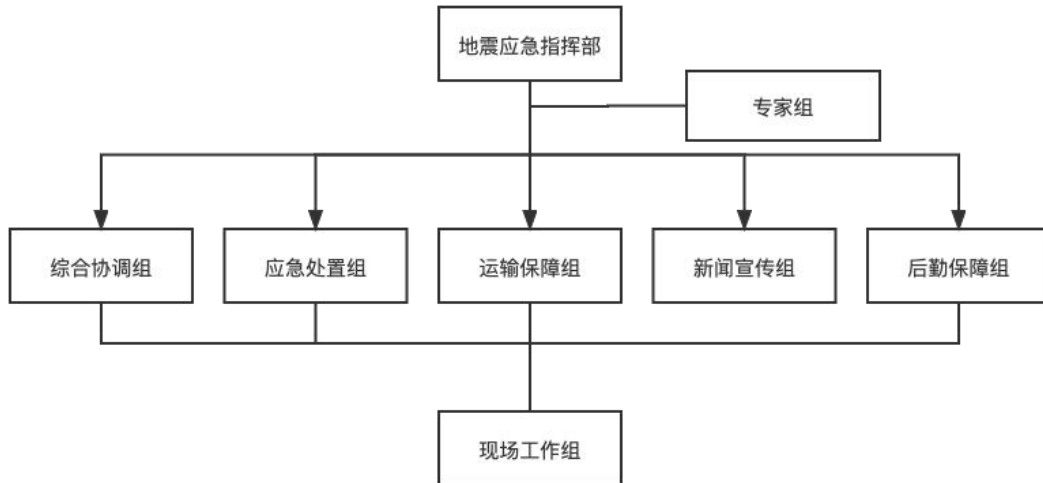 地震应急指挥部
专家组
综合协调组
应急处置组
运输保障组
新闻宣传组
后勤保障组
现场工作组